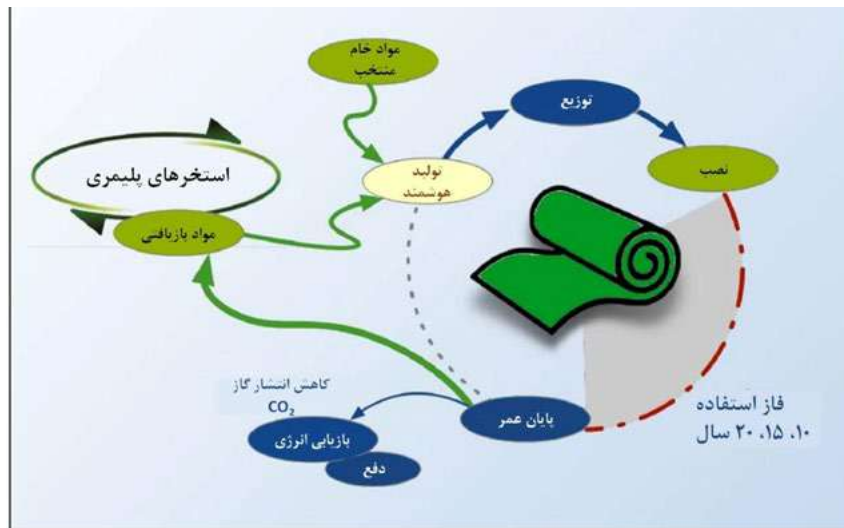 مواد خام
منتخب
توزیع
تولید
هوشمند
نصب
استخرهای پلیمری
مواد بازیافتی
کاهش انتشار گاز
CO₂
پایان عمر
بازیابی انرژی
دفع
فاز استفاده
۱۰، ۱۵، ۲۰ سال